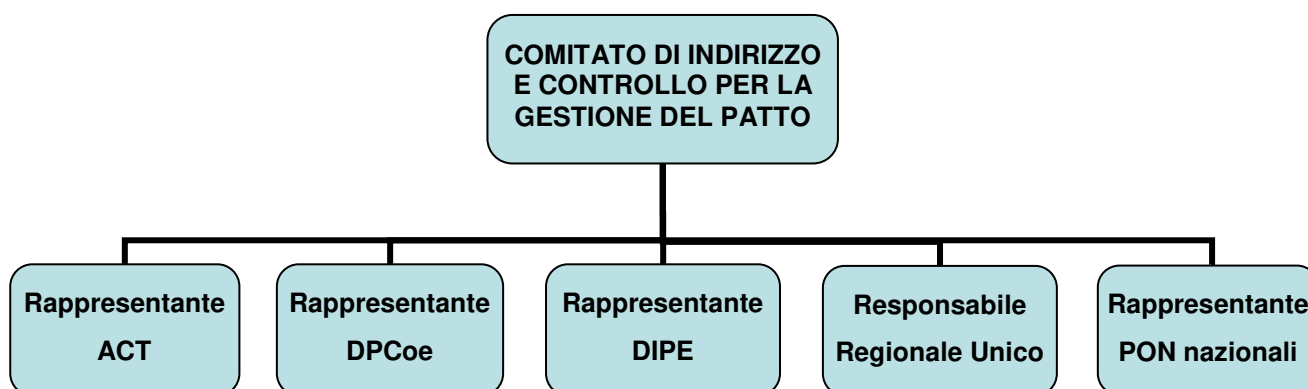 COMITATO DI INDIRIZZO
E CONTROLLO PER LA
GESTIONE DEL PATTO
Rappresentante
ACT
Rappresentante
DPCoe
Rappresentante
DIPE
Responsabile
Regionale Unico
Rappresentante
PON nazionali